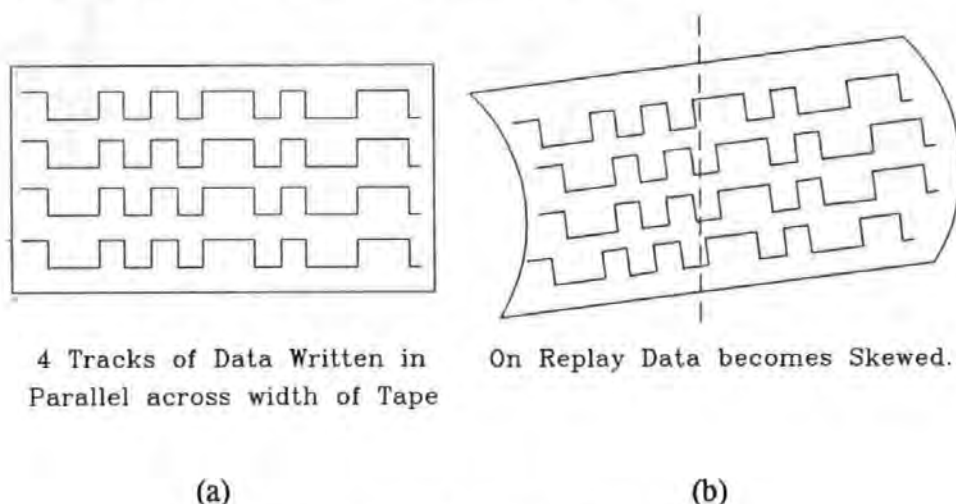 4 Tracks of Data Written in
Parallel across width of Tape
On Replay Data becomes Skewed.
(a)
(b)